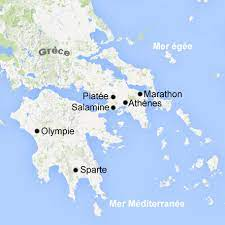 Grèce
Mer égée
Platée
Marathon
Salamine
Athènes
Olympie
Sparte
Mer Méditerranée